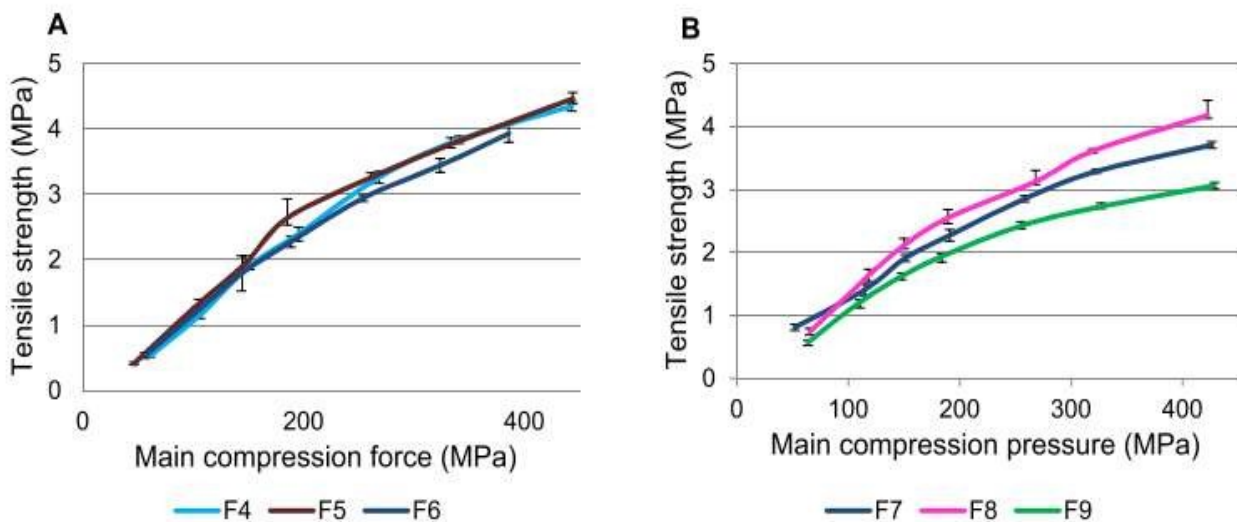 A
Tensile strength (MPa)
5
4
3
2
1
0
0 200 400
Main compression force (MPa)
F4 F5 F6
B
Tensile strength (MPa)
5
4
3
2
1
0
0 100 200 300 400
Main compression pressure (MPa)
F7 F8 F9